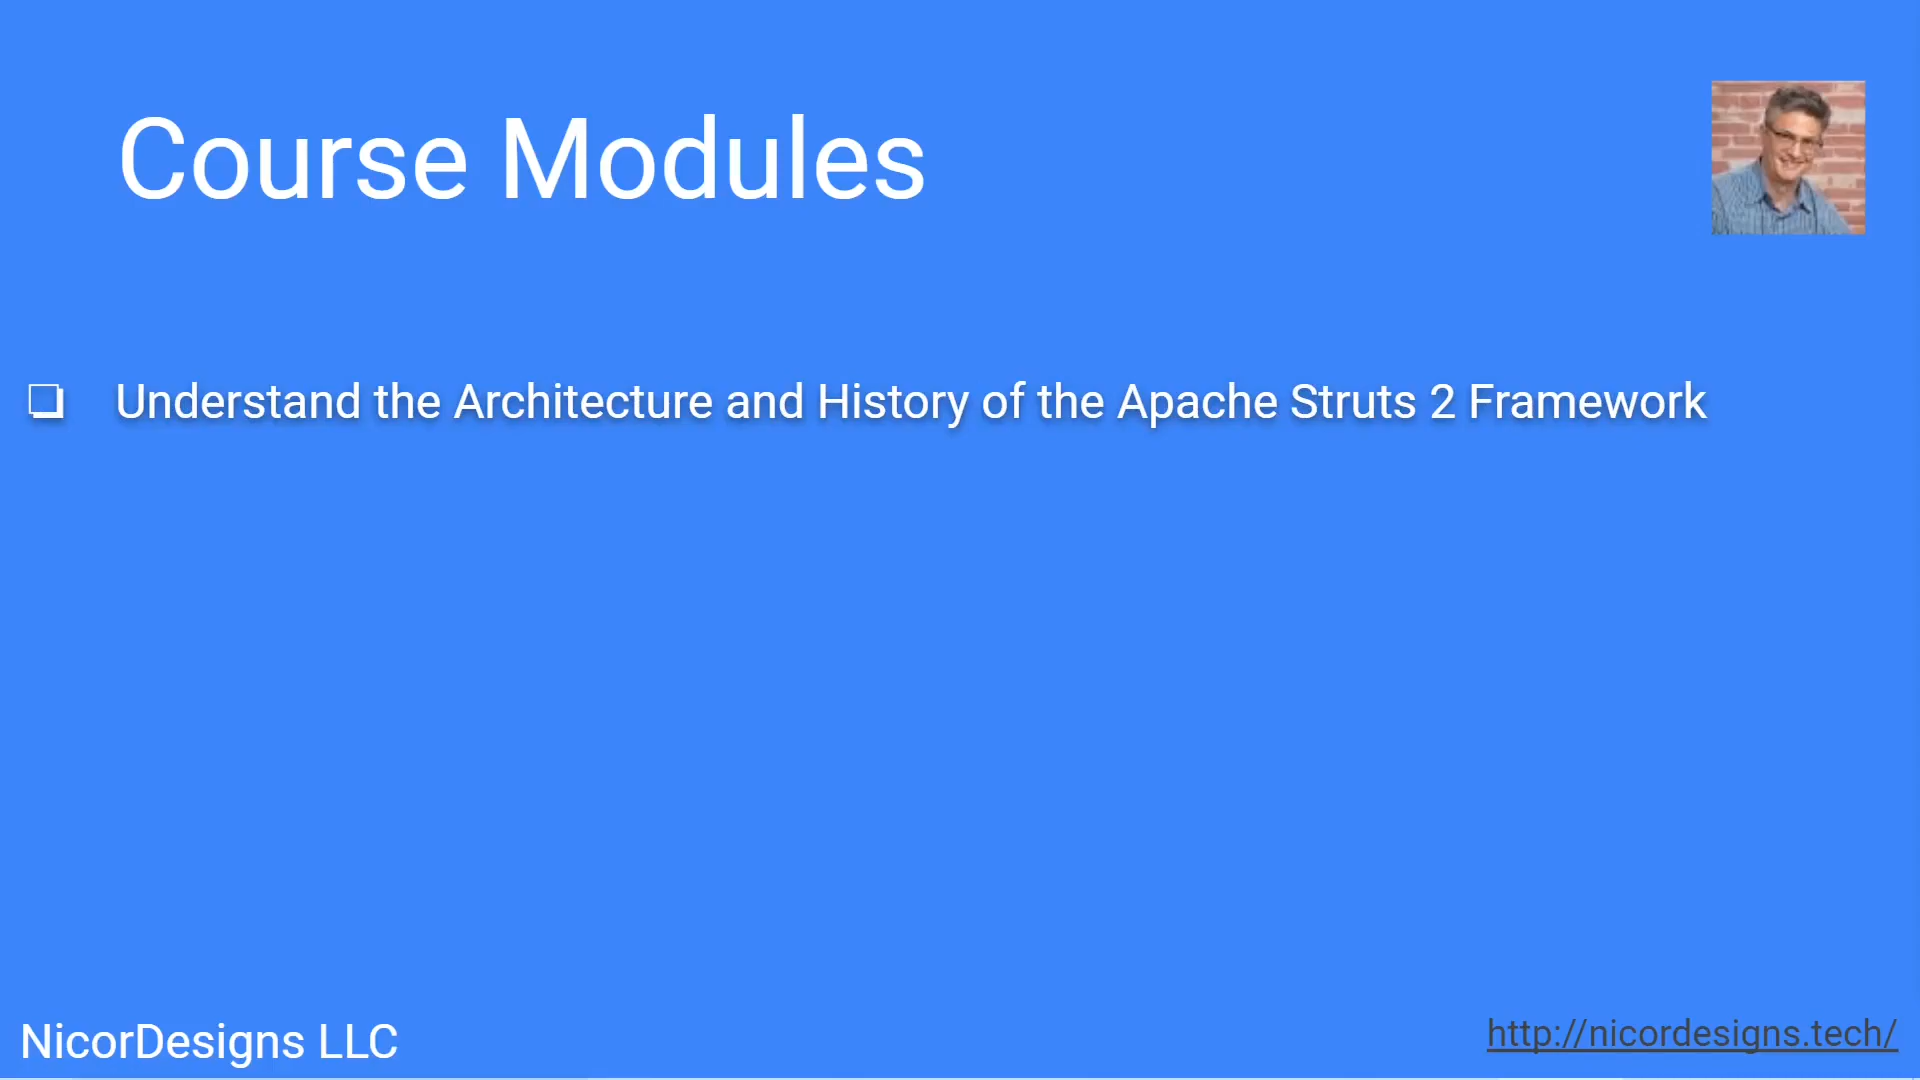 Course Modules
❏ Understand the Architecture and History of the Apache Struts 2 Framework
NicorDesigns LLC
http://nicordesigns.tech/